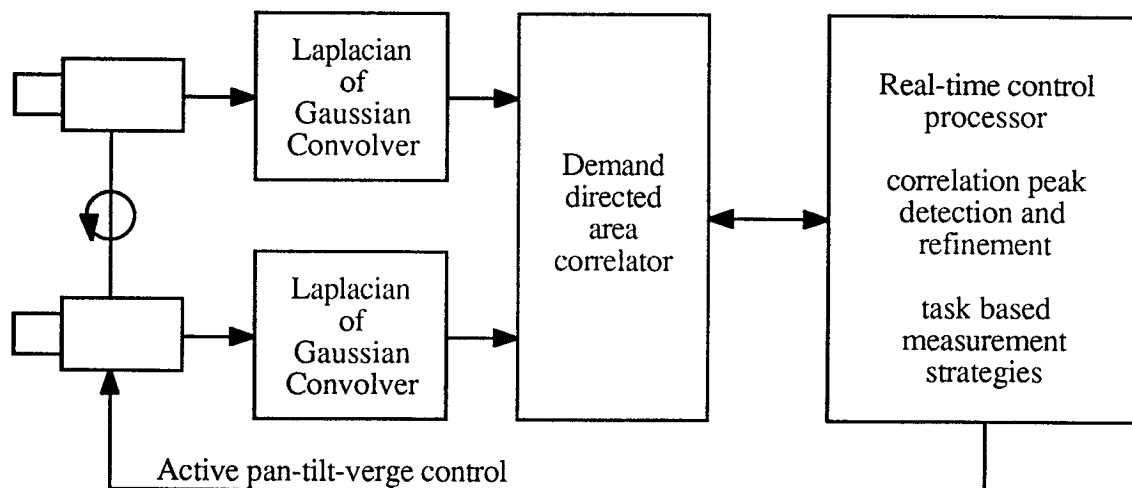 Laplacian
of
Gaussian
Convolver
Laplacian
of
Gaussian
Convolver
Demand
directed
area
correlator
Real-time control
processor
correlation peak
detection and
refinement
task based
measurement
strategies
Active pan-tilt-verge control